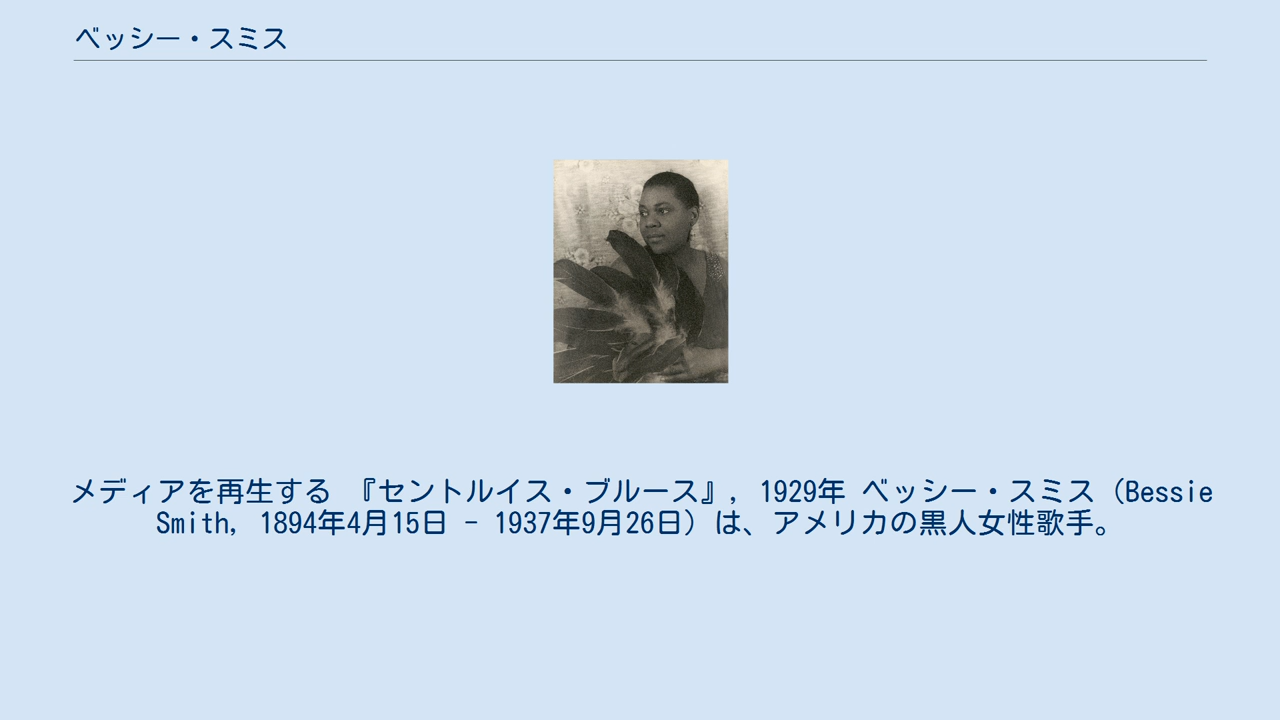 ベッシー・スミス
メディアを再生する 『セントルイス・ブルース』, 1929年 ベッシー・スミス（Bessie
Smith, 1894年4月15日 - 1937年9月26日）は、アメリカの黒人女性歌手。